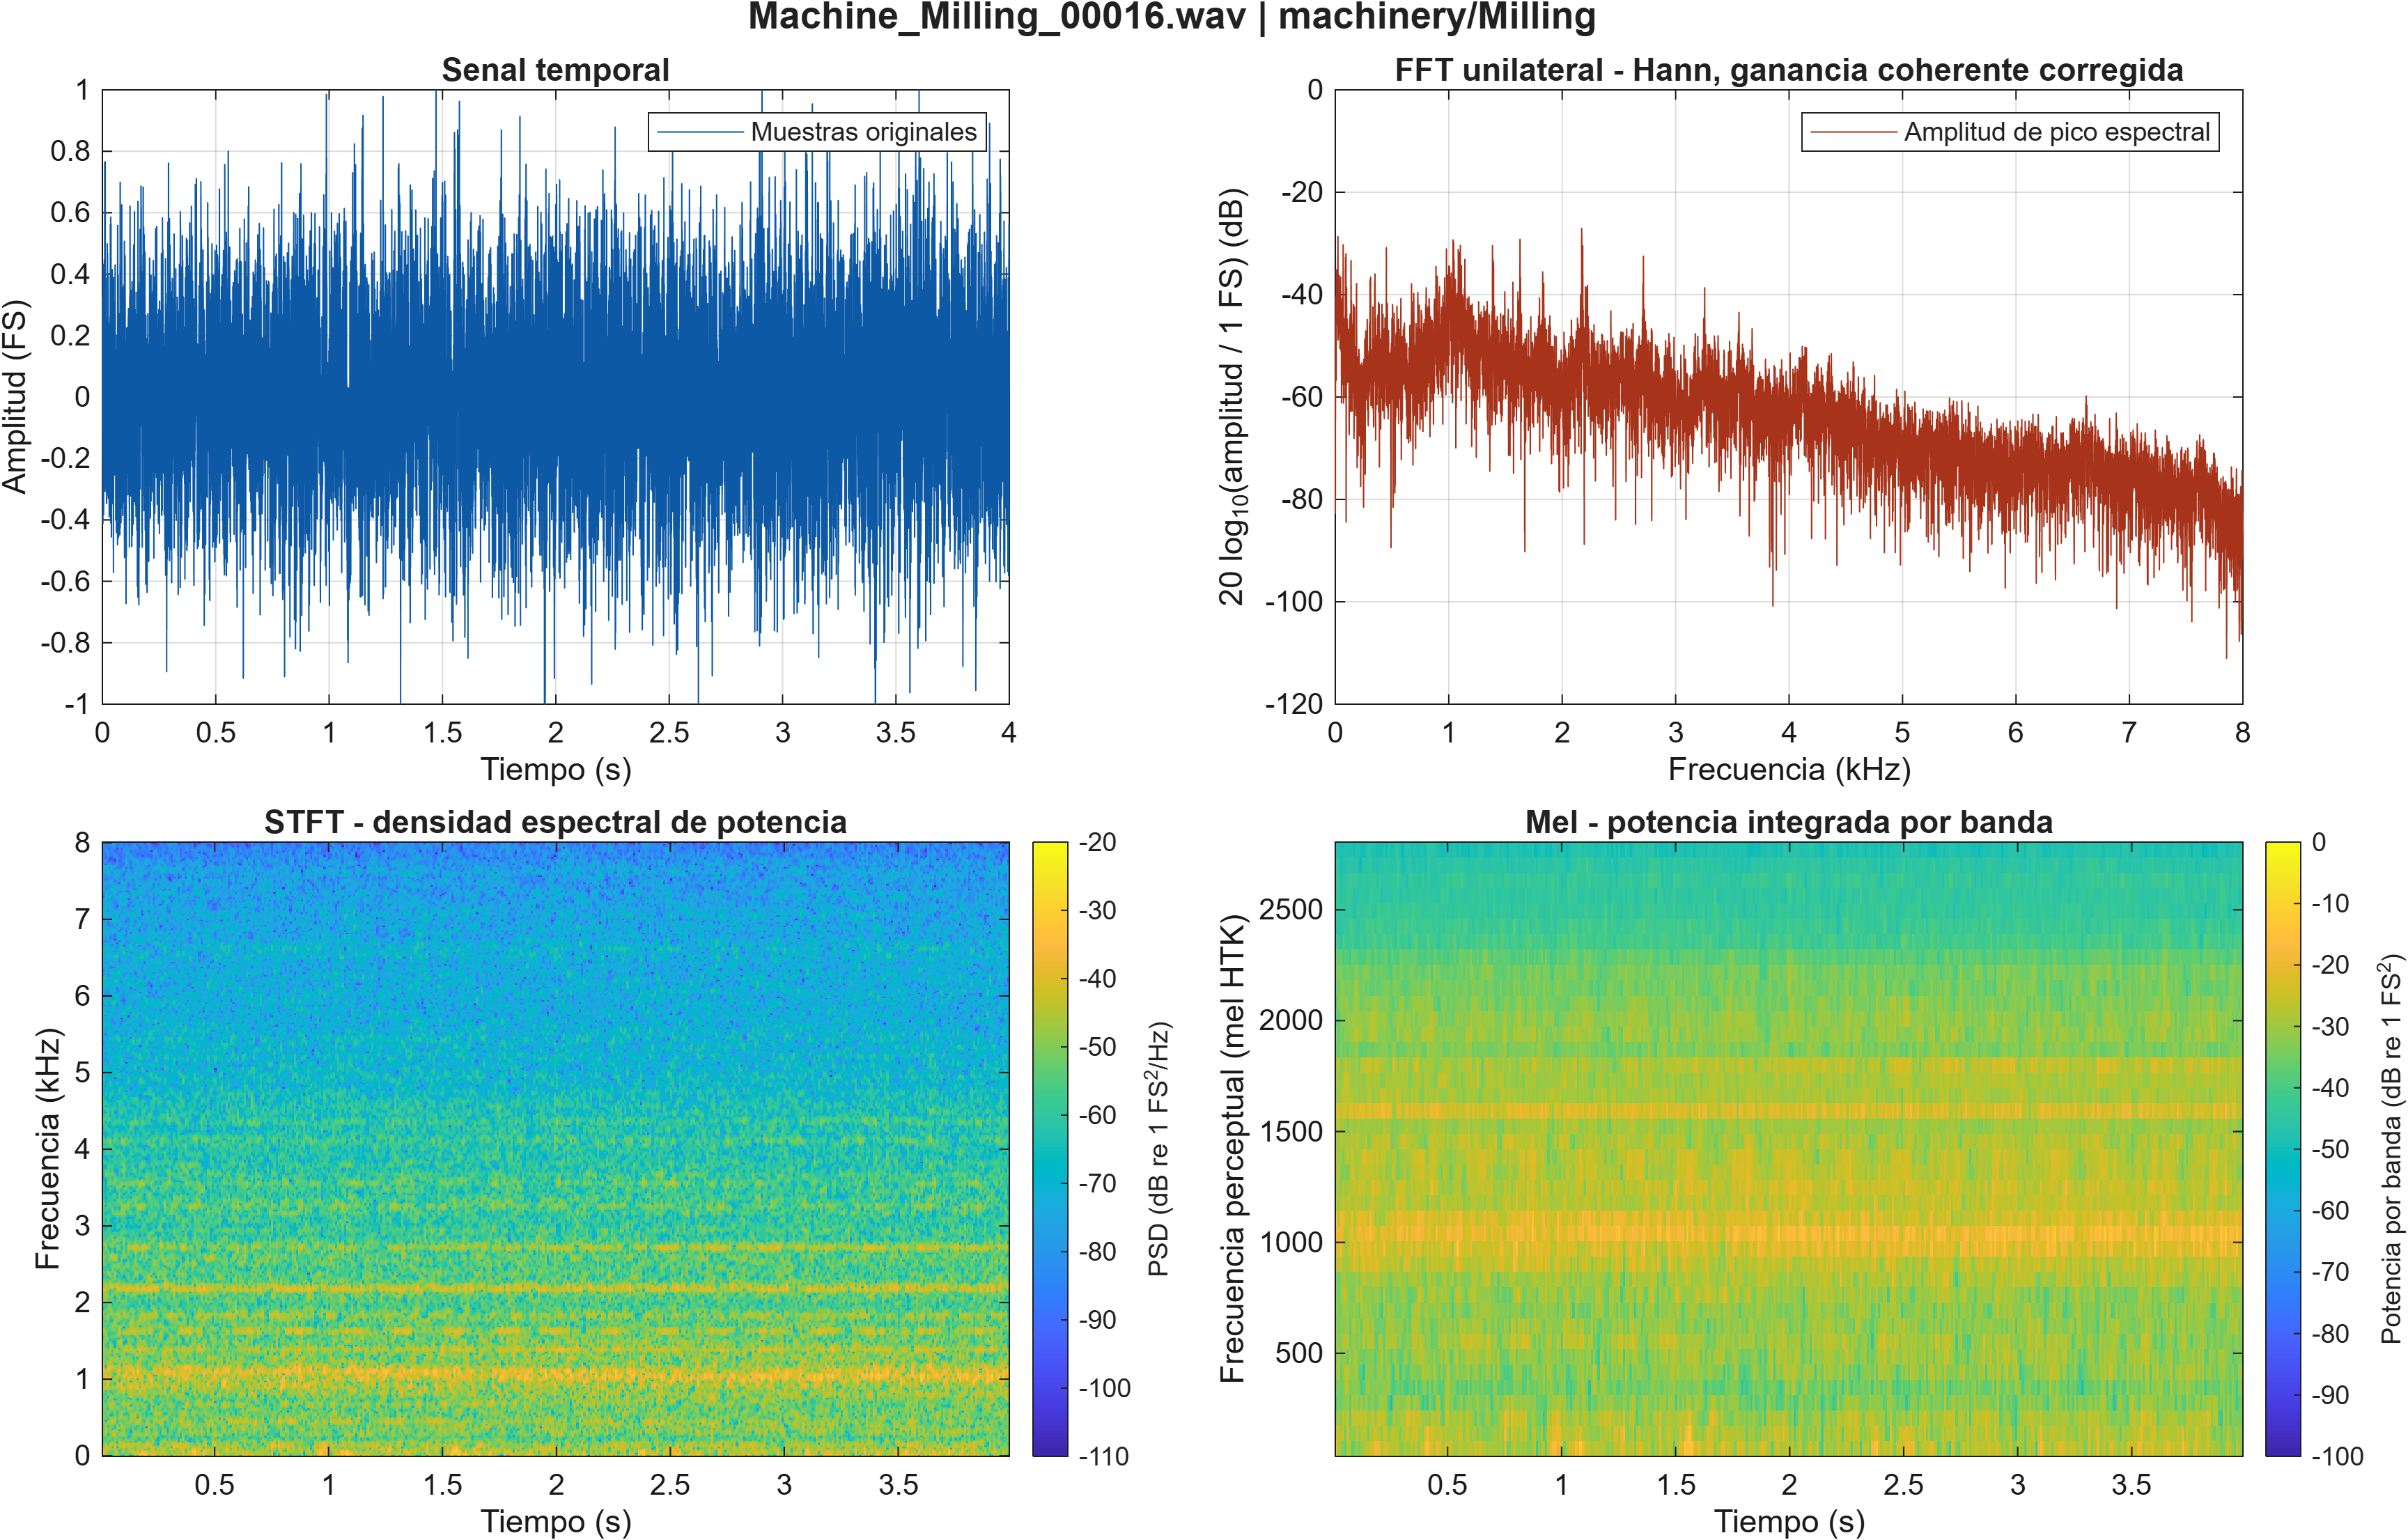 Machine_Milling_00016.wav | machinery/Milling
Senal temporal
Muestras originales
Amplitud (FS)
1
0.8
0.6
0.4
0.2
0
-0.2
-0.4
-0.6
-0.8
-1
0 0.5 1 1.5 2 2.5 3 3.5 4
Tiempo (s)
FFT unilateral - Hann, ganancia coherente corregida
Amplitud de pico espectral
20 log10(amplitud / 1 FS) (dB)
0
-20
-40
-60
-80
-100
-120
0 1 2 3 4 5 6 7 8
Frecuencia (kHz)
STFT - densidad espectral de potencia
Frecuencia (kHz)
8
7
6
5
4
3
2
1
0
0.5 1 1.5 2 2.5 3 3.5
Tiempo (s)
-20
-30
-40
-50
-60
-70
-80
-90
-100
-110
PSD (dB re 1 FS²/Hz)
Mel - potencia integrada por banda
Frecuencia perceptual (mel HTK)
2500
2000
1500
1000
500
0.5 1 1.5 2 2.5 3 3.5
Tiempo (s)
0
-10
-20
-30
-40
-50
-60
-70
-80
-90
-100
Potencia por banda (dB re 1 FS²)